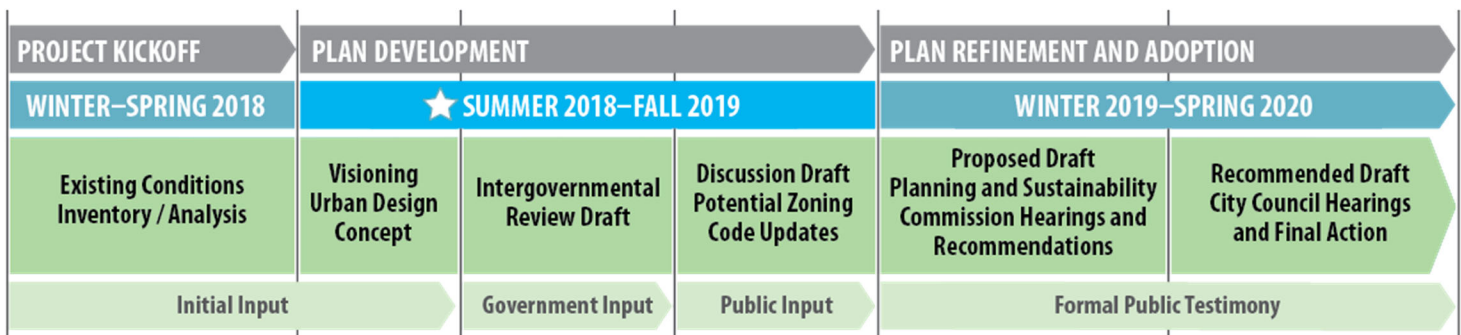 PROJECT KICKOFF
PLAN DEVELOPMENT
PLAN REFINEMENT AND ADOPTION
WINTER–SPRING 2018
SUMMER 2018–FALL 2019
WINTER 2019–SPRING 2020
Existing Conditions
Inventory / Analysis
Visioning
Urban Design
Concept
Intergovernmental
Review Draft
Discussion Draft
Potential Zoning
Code Updates
Proposed Draft
Planning and Sustainability
Commission Hearings and
Recommendations
Recommended Draft
City Council Hearings
and Final Action
Initial Input
Government Input
Public Input
Formal Public Testimony